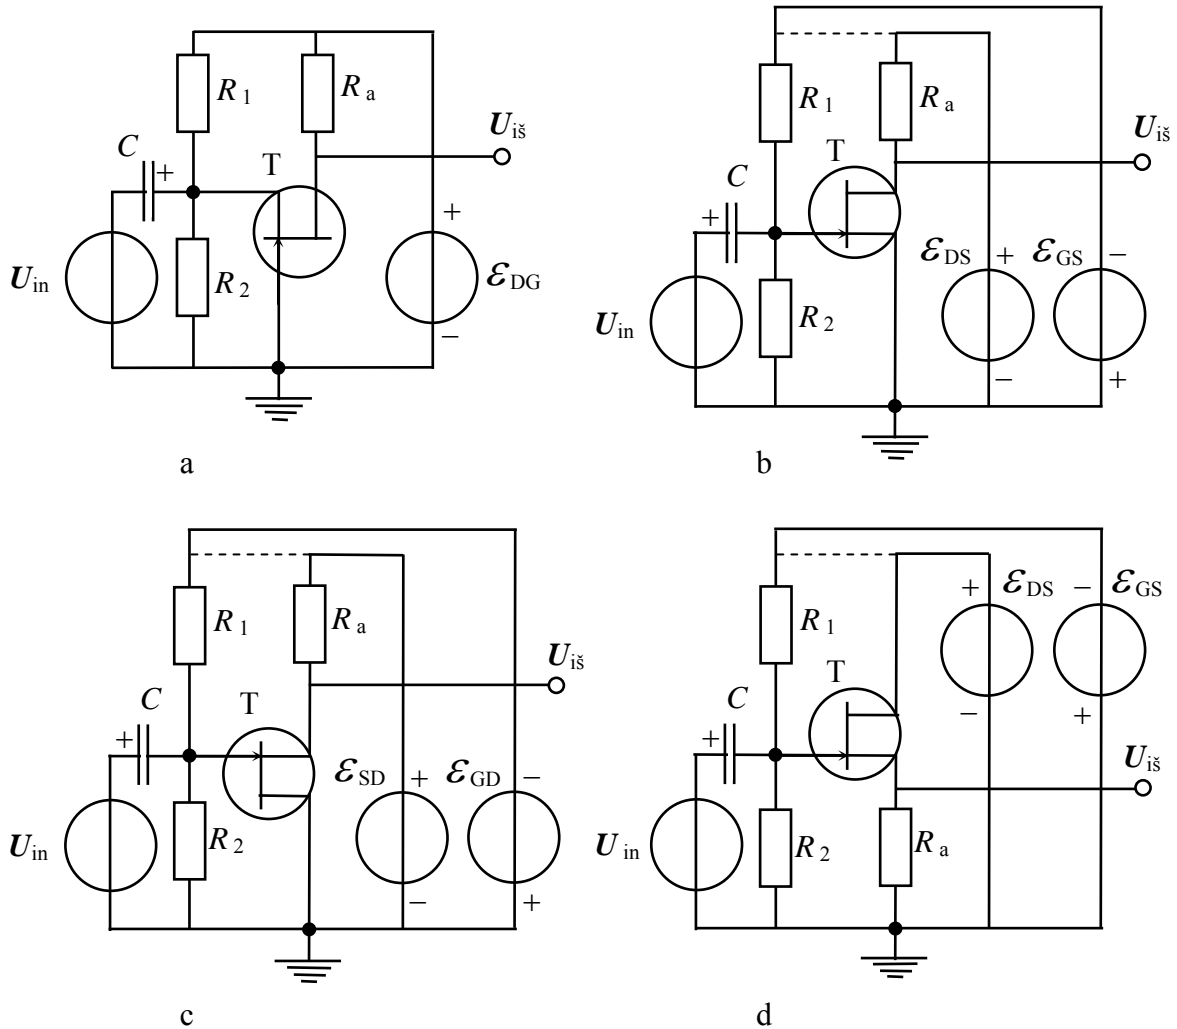 R1
Ra
Uiš
C
+
T
+
Uin
R2
ℰDG
−
a
R1
Ra
Uiš
T
C
+
ℰDS
+
ℰGS
−
Uin
R2
−
+
b
R1
Ra
Uiš
C
T
+
ℰSD
+
ℰGD
−
Uin
R2
−
+
c
+
ℰDS
−
ℰGS
R1
T
C
+
−
+
Uiš
Uin
R2
Ra
d